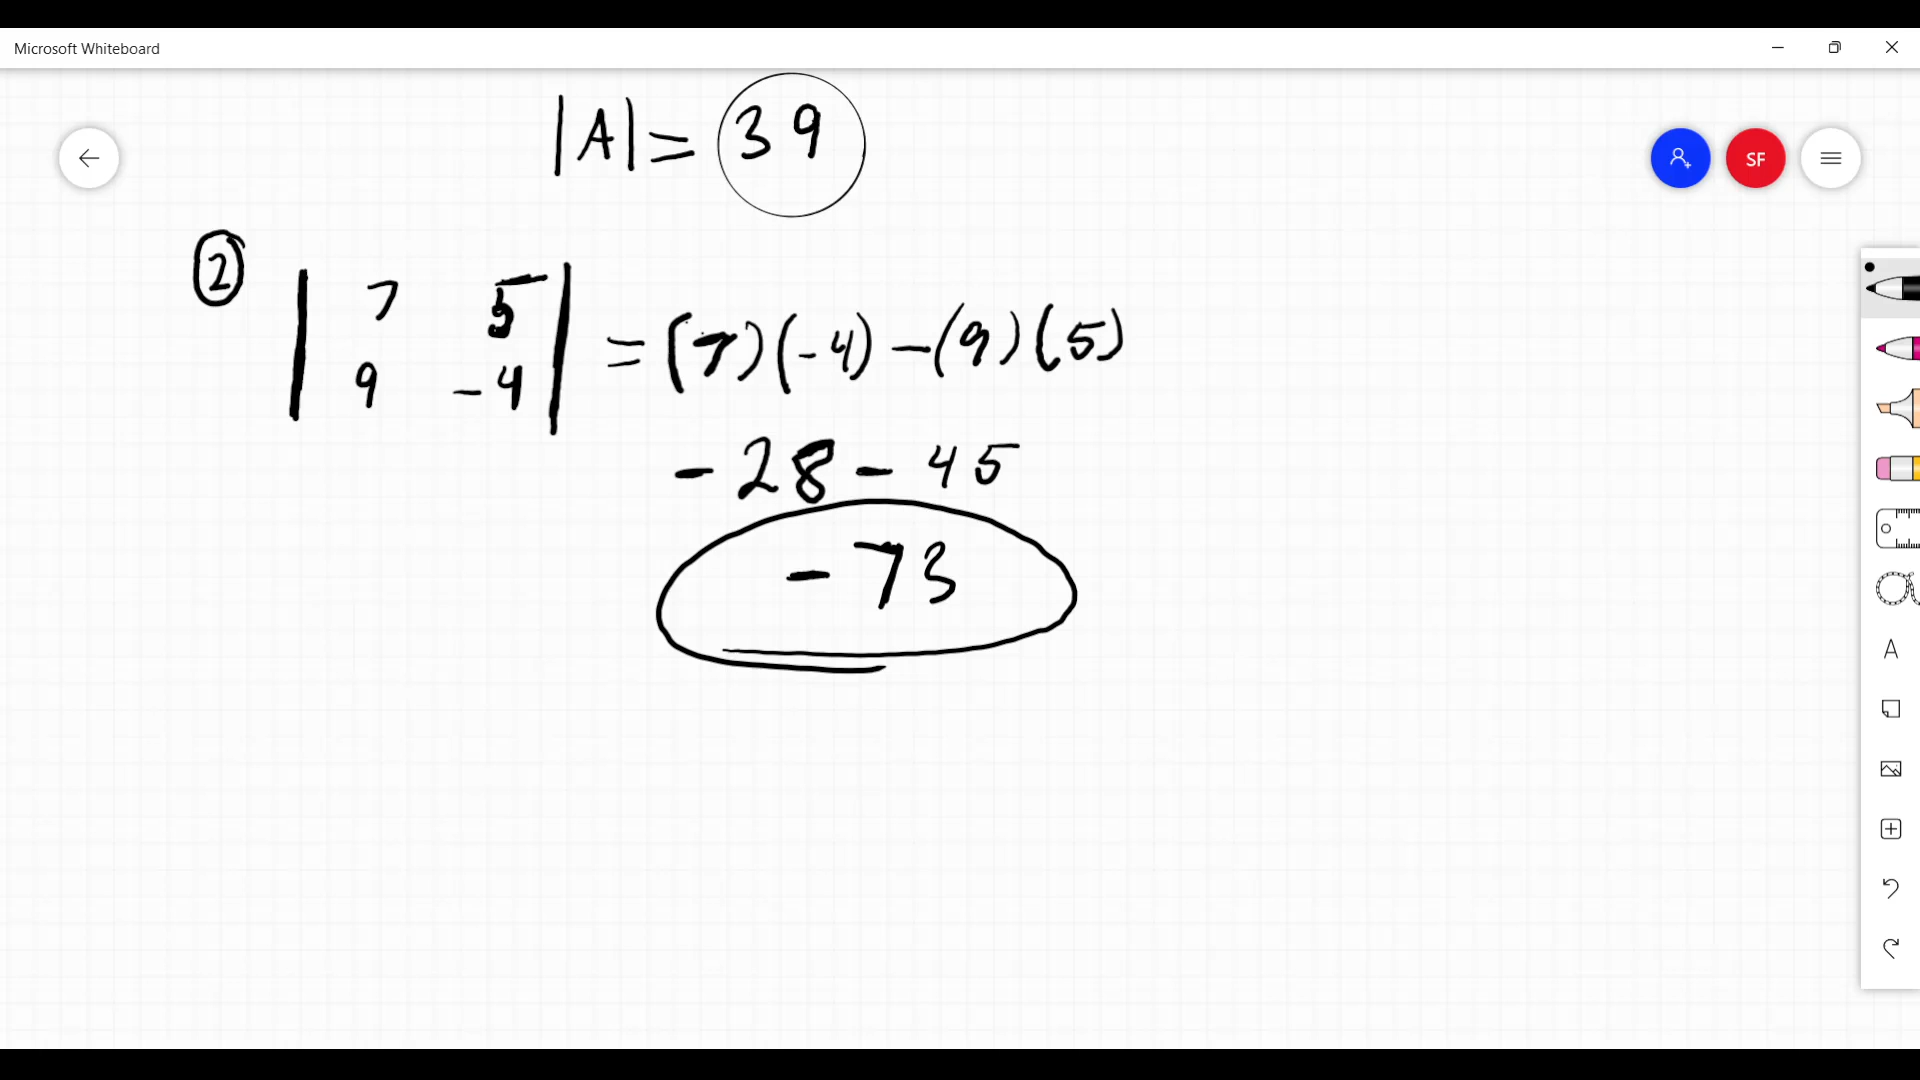 Microsoft Whiteboard
|A| = 39
SF
2
| 7 5 |
| 9 -4 | = (7)(-4) - (9)(5)
-28 - 45
-73
A